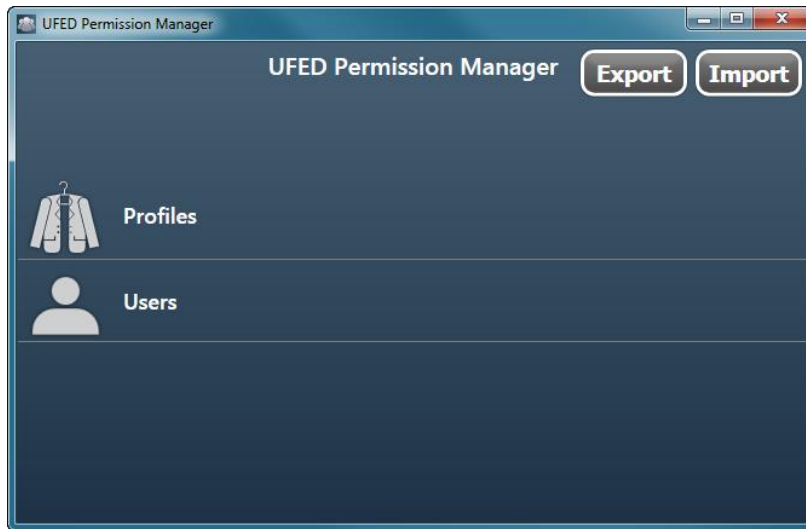 UFED Permission Manager
UFED Permission Manager
Export
Import
Profiles
Users